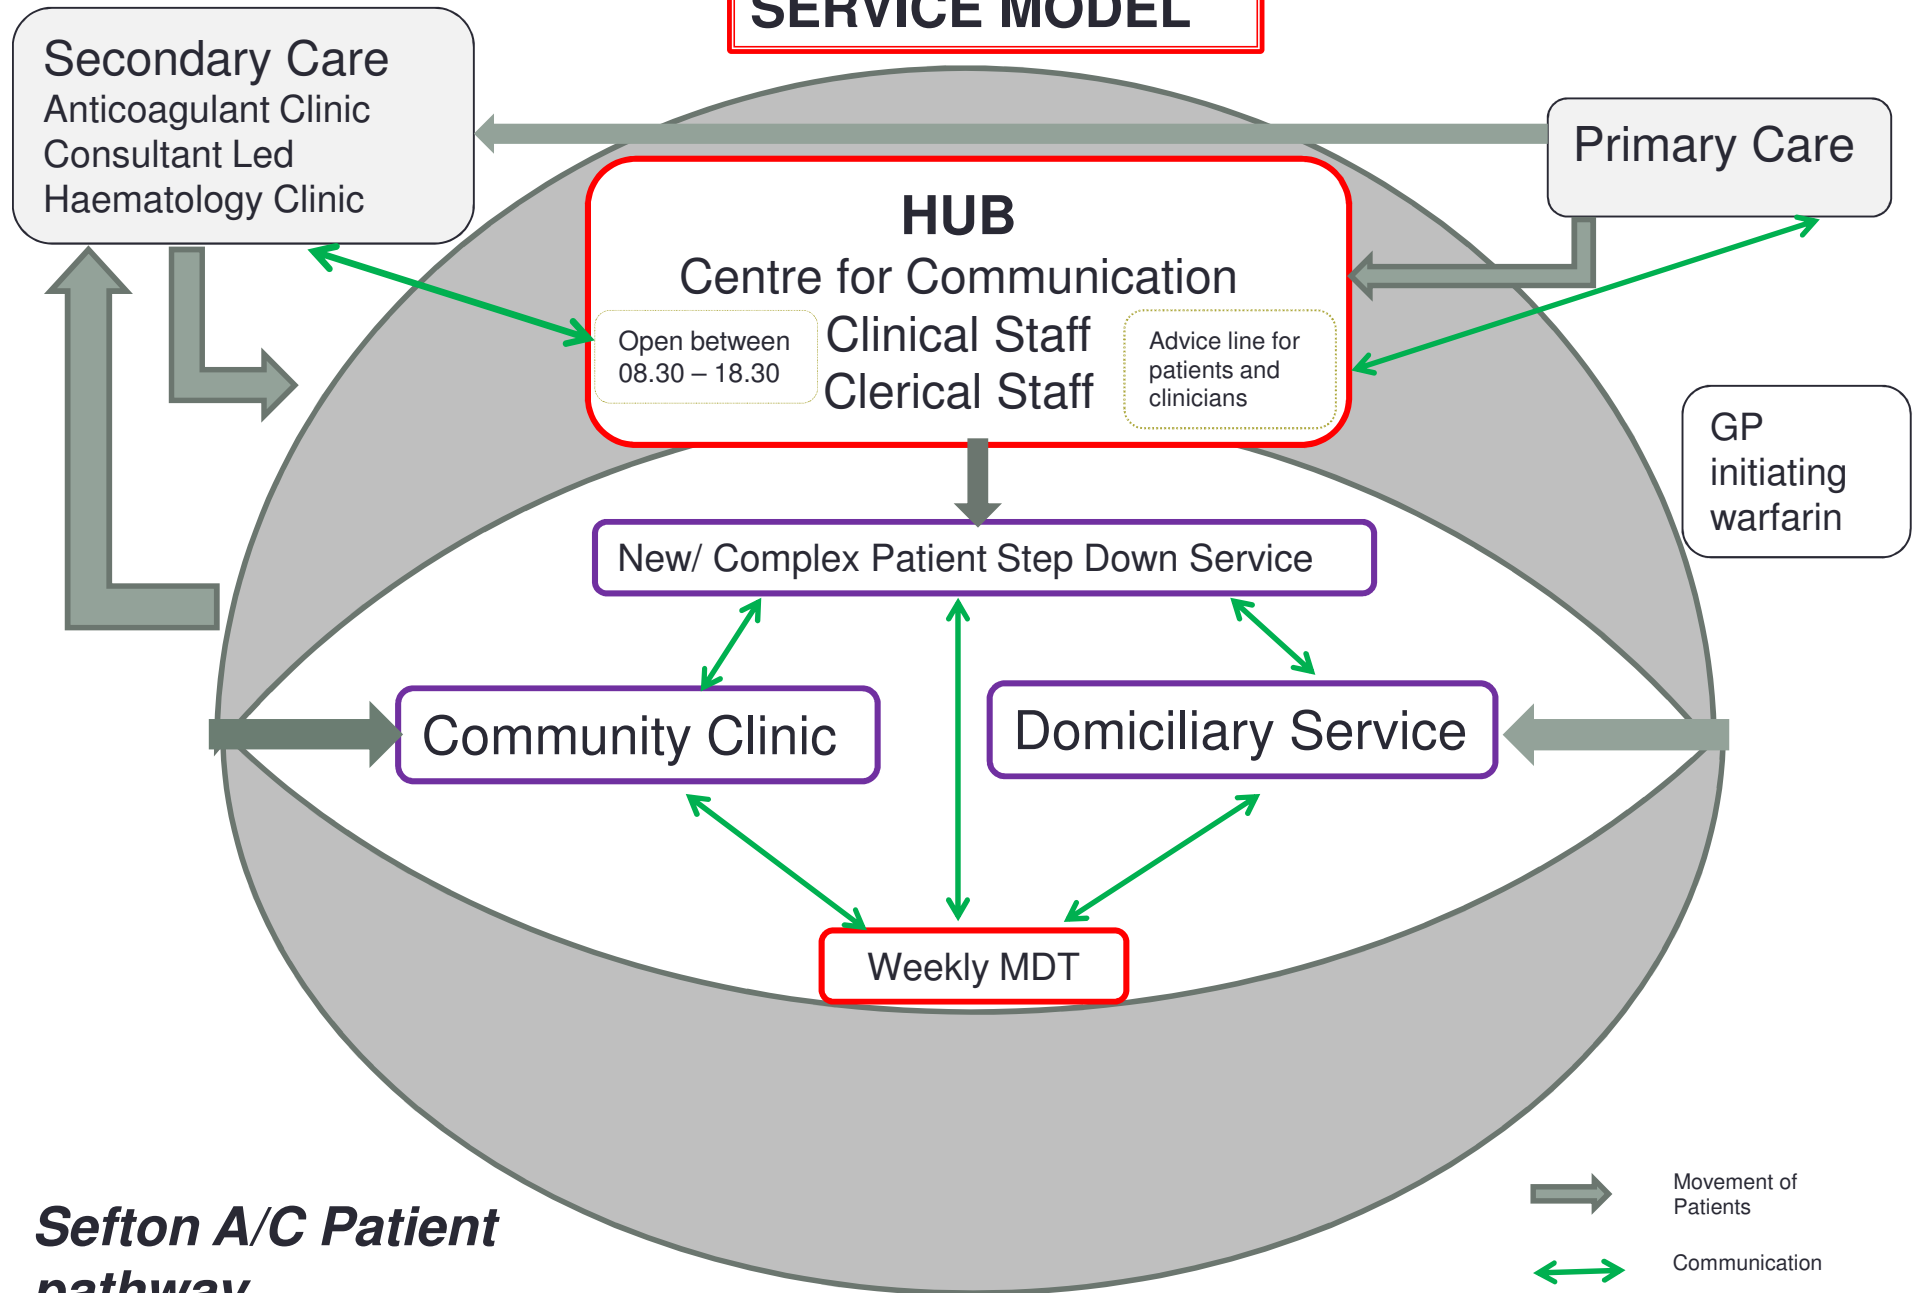 SERVICE MODEL
Secondary Care
Anticoagulant Clinic
Consultant Led
Haematology Clinic
Primary Care
HUB
Centre for Communication
Clinical Staff
Clerical Staff
Open between
08.30 – 18.30
Advice line for
patients and
clinicians
GP
initiating
warfarin
New/ Complex Patient Step Down Service
Community Clinic
Domiciliary Service
Weekly MDT
Sefton A/C Patient
pathway
Movement of
Patients
Communication